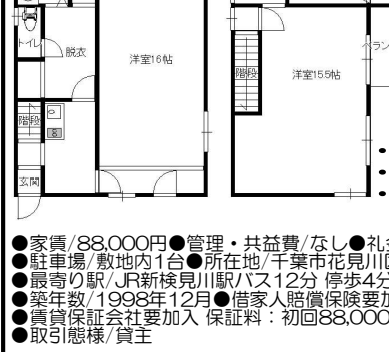 トイレ
脱衣
洋室16帖
階段
玄関
階段
洋室15.5帖
ベラン
●家賃/88,000円●管理・共益費/なし●礼金
●駐車場/敷地内1台●所在地/千葉市花見川区
●最寄り駅/JR新検見川駅バス12分 停歩4分
●築年数/1998年12月●借家人賠償保険要加
●賃貸保証会社要加入 保証料：初回88,000
●取引態様/貸主